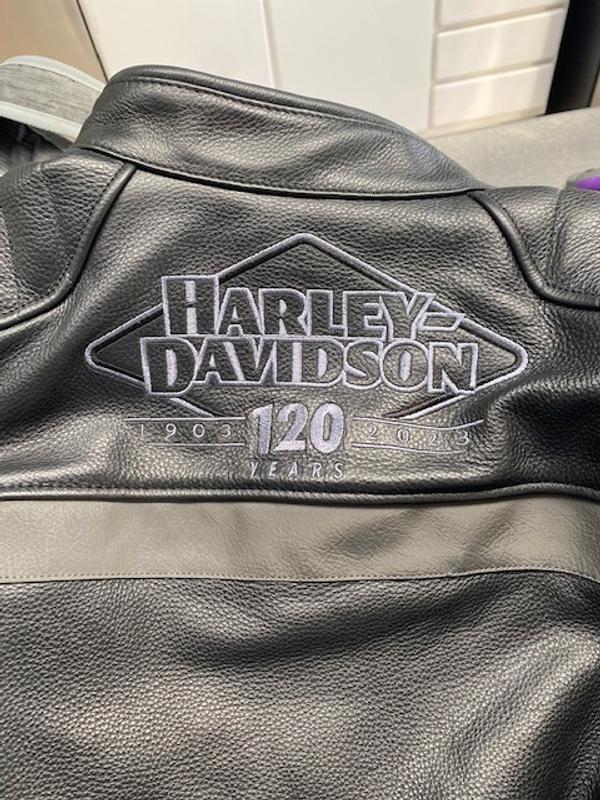 HARLEY-
DAVIDSON
1903 120 2023
YEARS